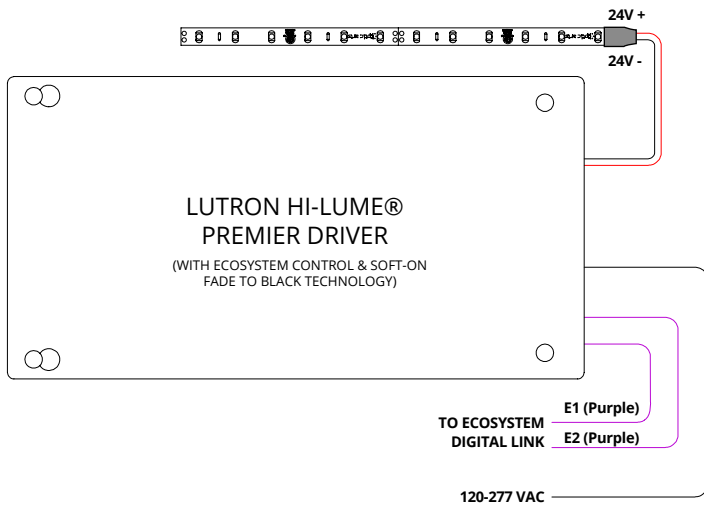 24V +
24V -
LUTRON HI-LUME®
PREMIER DRIVER
(WITH ECOSYSTEM CONTROL & SOFT-ON
FADE TO BLACK TECHNOLOGY)
E1 (Purple)
TO ECOSYSTEM
DIGITAL LINK
E2 (Purple)
120-277 VAC